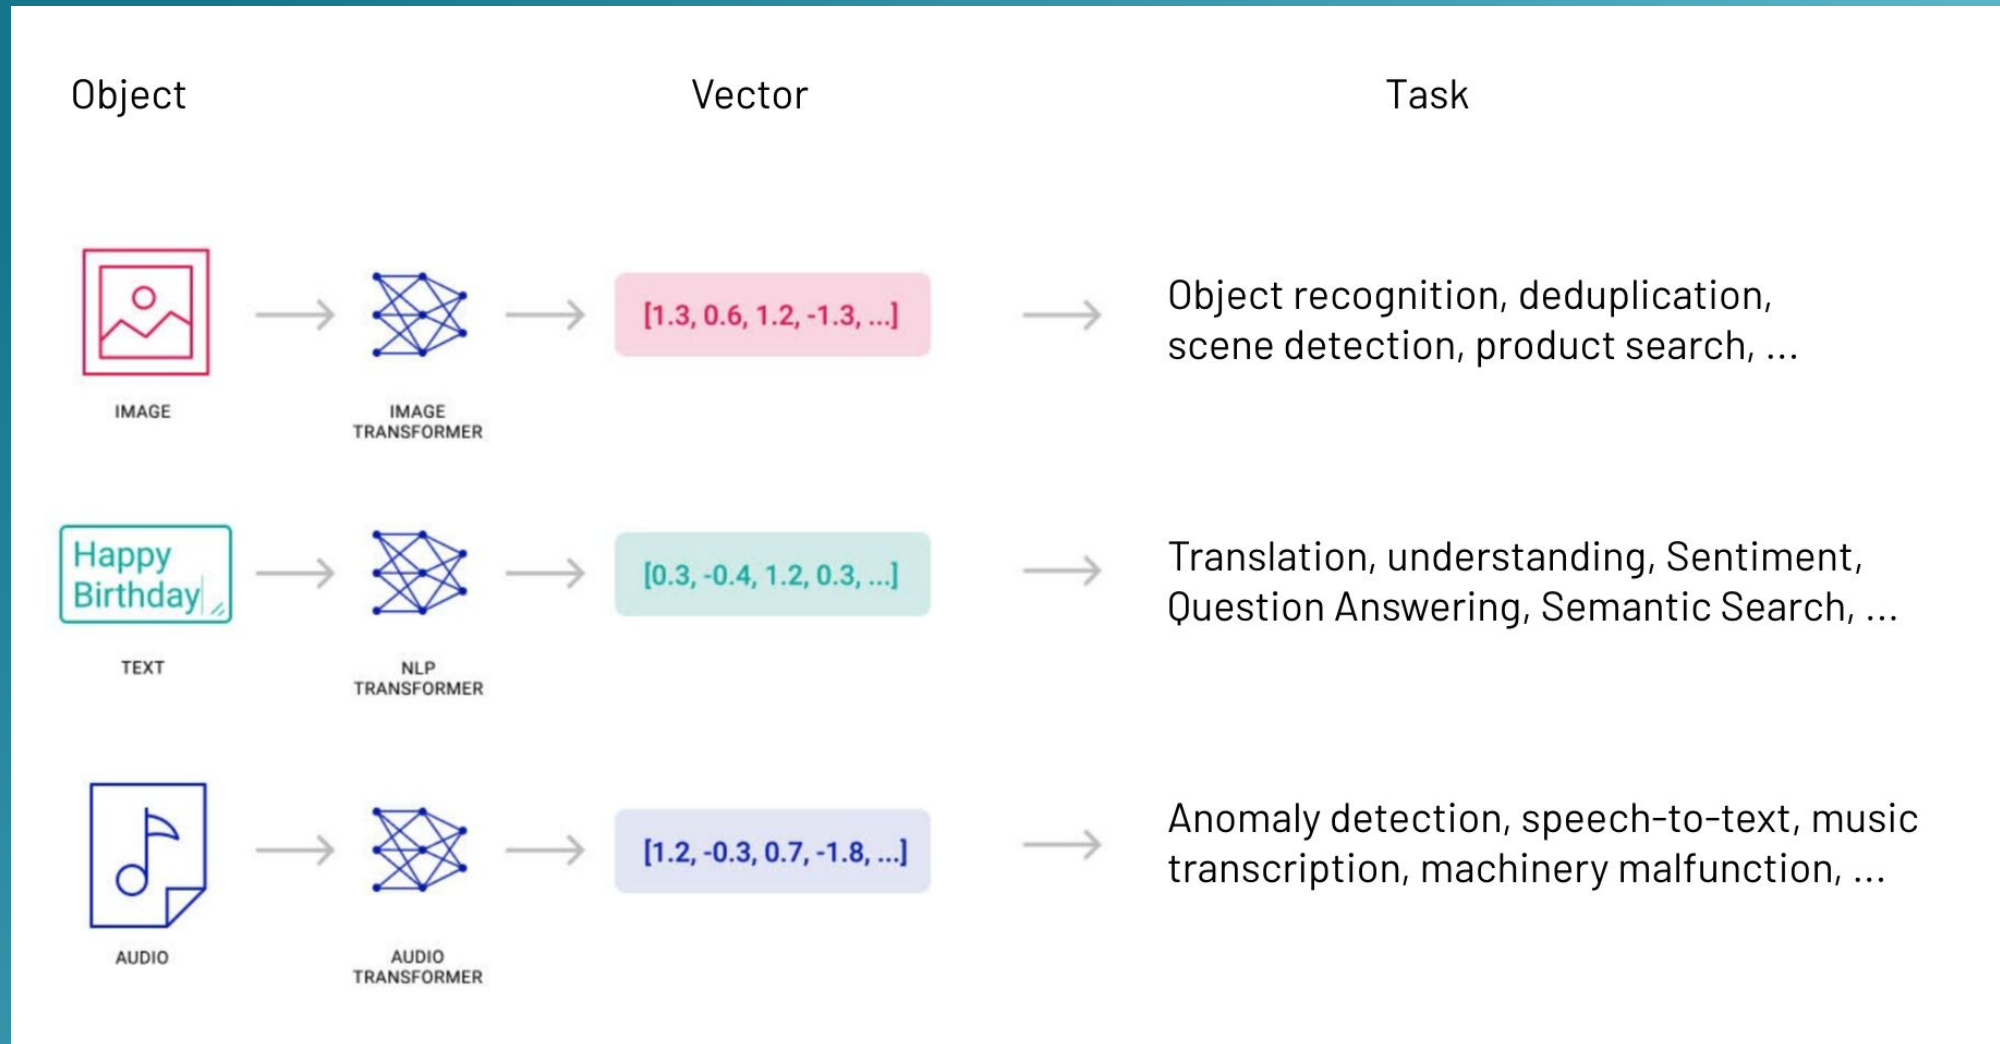 Object
Vector
Task
IMAGE
IMAGE
TRANSFORMER
[1.3, 0.6, 1.2, -1.3, ...]
Object recognition, deduplication,
scene detection, product search, ...
Happy
Birthday
TEXT
NLP
TRANSFORMER
[0.3, -0.4, 1.2, 0.3, ...]
Translation, understanding, Sentiment,
Question Answering, Semantic Search, ...
AUDIO
AUDIO
TRANSFORMER
[1.2, -0.3, 0.7, -1.8, ...]
Anomaly detection, speech-to-text, music
transcription, machinery malfunction, ...